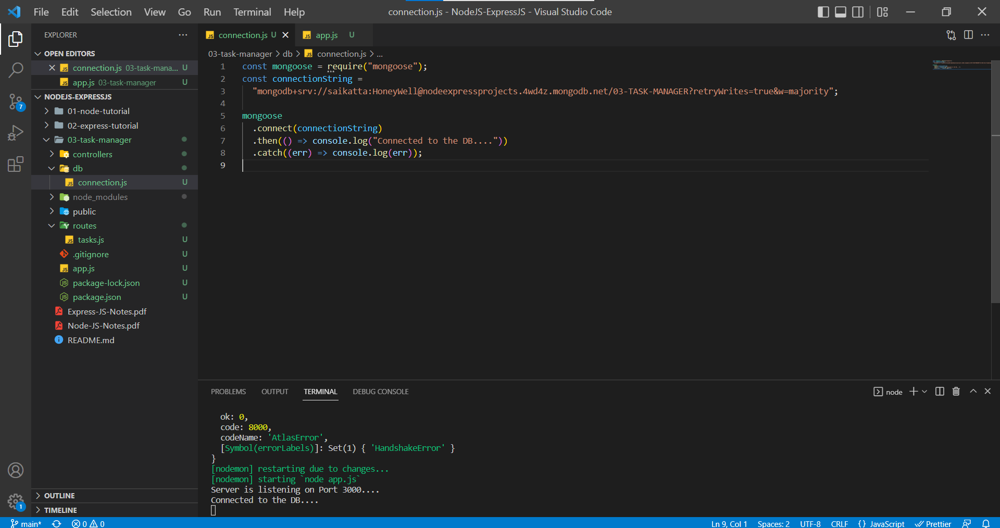 File Edit Selection View Go Run Terminal Help
connection.js - NodeJS-ExpressJS - Visual Studio Code
EXPLORER
OPEN EDITORS
connection.js 03-task-mana... U
app.js 03-task-manager U
NODEJS-EXPRESSJS
01-node-tutorial
02-express-tutorial
03-task-manager
controllers
db
connection.js U
node_modules
public
routes
tasks.js U
.gitignore U
app.js U
package-lock.json U
package.json U
Express-JS-Notes.pdf
Node-JS-Notes.pdf
README.md
OUTLINE
TIMELINE
7
1
connection.js U
app.js U
03-task-manager > db > connection.js > ...
1 const mongoose = require("mongoose");
2 const connectionString =
3 "mongodb+srv://saikatta:HoneyWell@nodeexpressprojects.4wd4z.mongodb.net/03-TASK-MANAGER?retryWrites=true&w=majority";
4
5 mongoose
6 .connect(connectionString)
7 .then(() => console.log("Connected to the DB...."))
8 .catch((err) => console.log(err));
9
PROBLEMS OUTPUT TERMINAL DEBUG CONSOLE
node
ok: 0,
code: 8000,
codeName: 'AtlasError',
[Symbol(errorLabels)]: Set(1) { 'HandshakeError' }
}
[nodemon] restarting due to changes...
[nodemon] starting `node app.js`
Server is listening on Port 3000....
Connected to the DB....
main* 0 0
Ln 9, Col 1 Spaces: 2 UTF-8 CRLF {} JavaScript Prettier